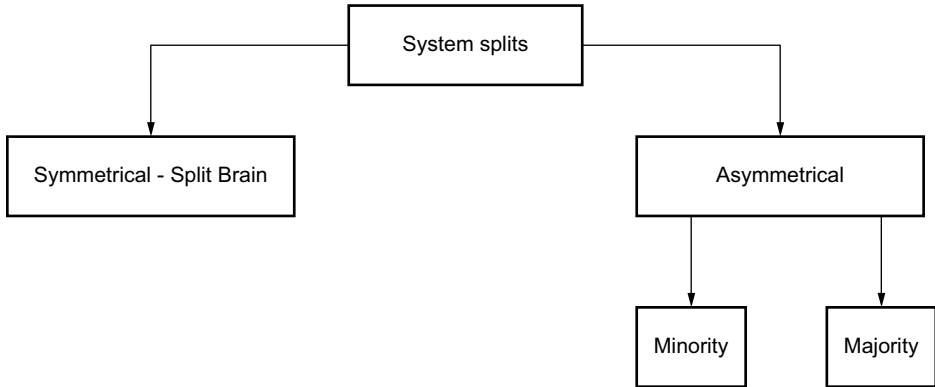 System splits
Symmetrical - Split Brain
Asymmetrical
Minority
Majority